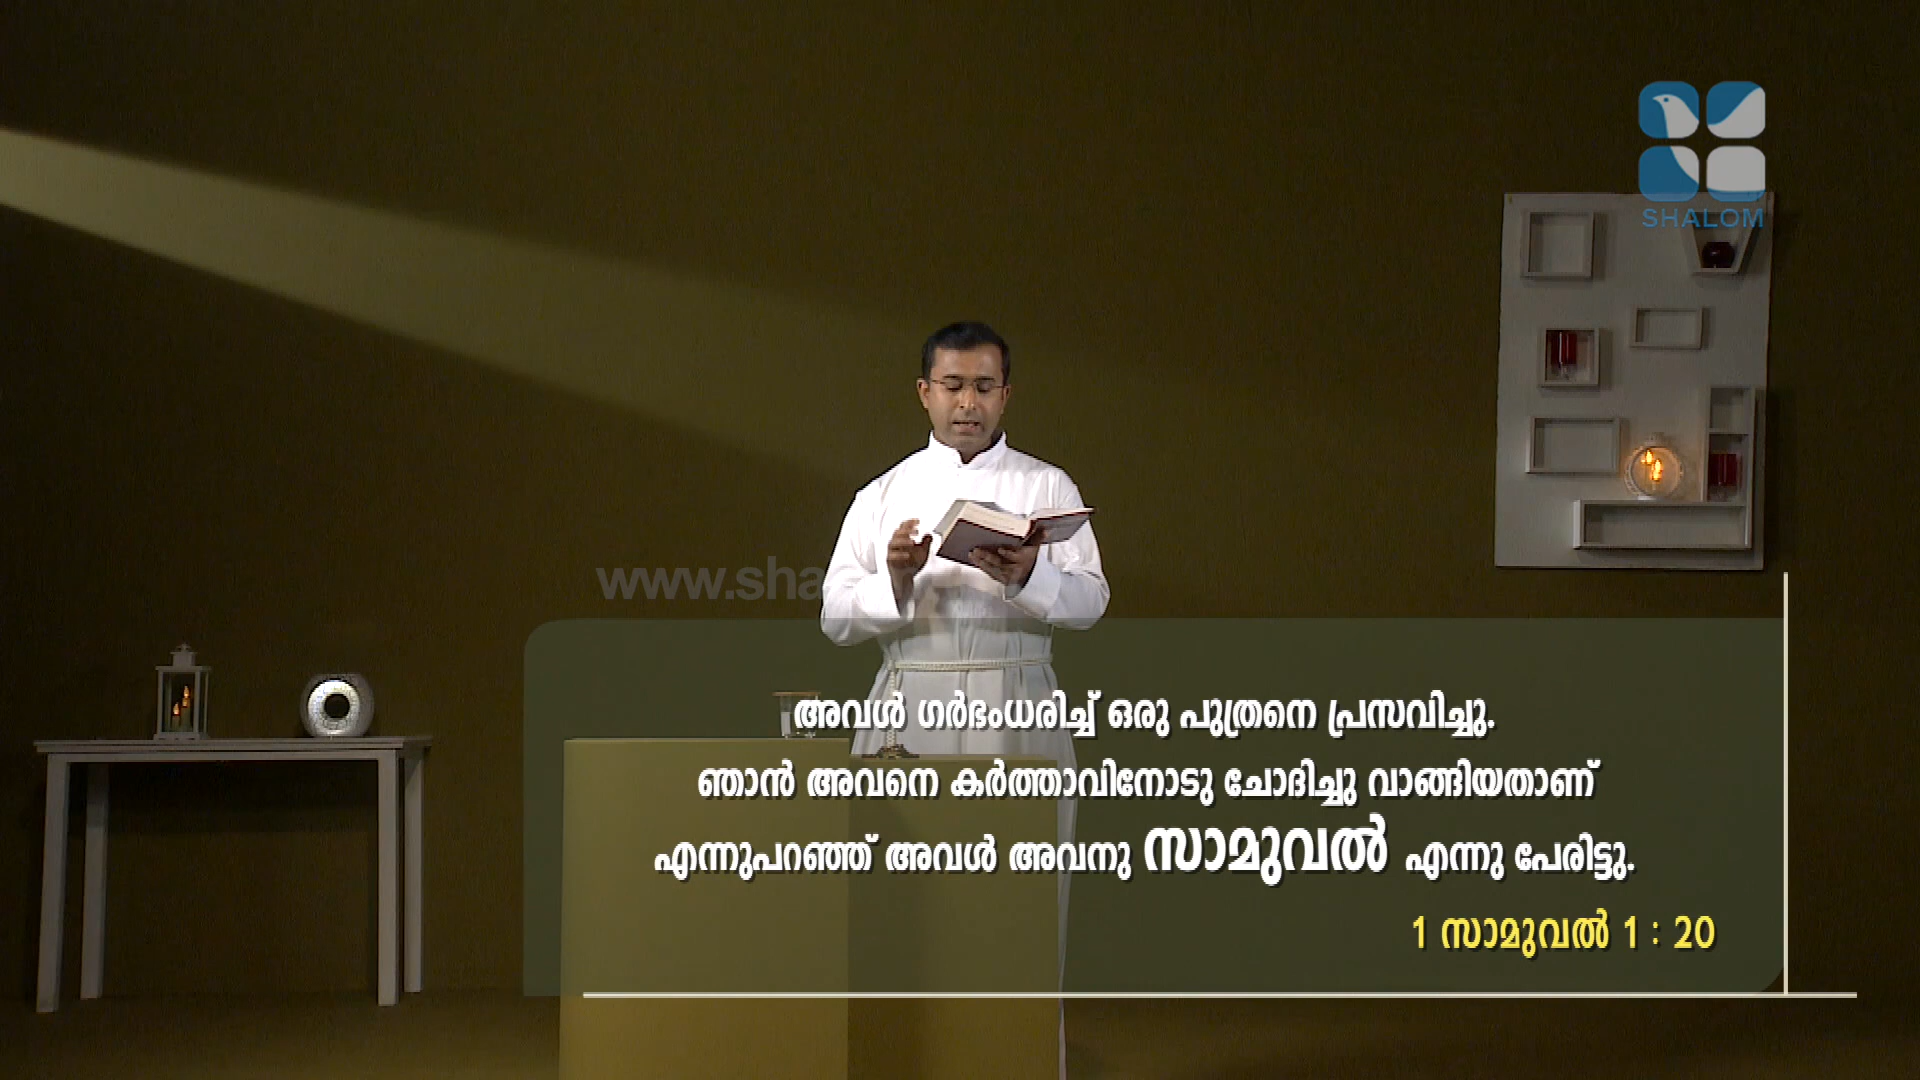 SHALOM
www.sha
അവൾ ഗർഭംധരിച്ച് ഒരു പുത്രനെ പ്രസവിച്ചു.
ഞാൻ അവനെ കർത്താവിനോടു ചോദിച്ചു വാങ്ങിയതാണ്
എന്നുപറഞ്ഞ് അവൾ അവനു സാമുവൽ എന്നു പേരിട്ടു.
1 സാമുവൽ 1 : 20